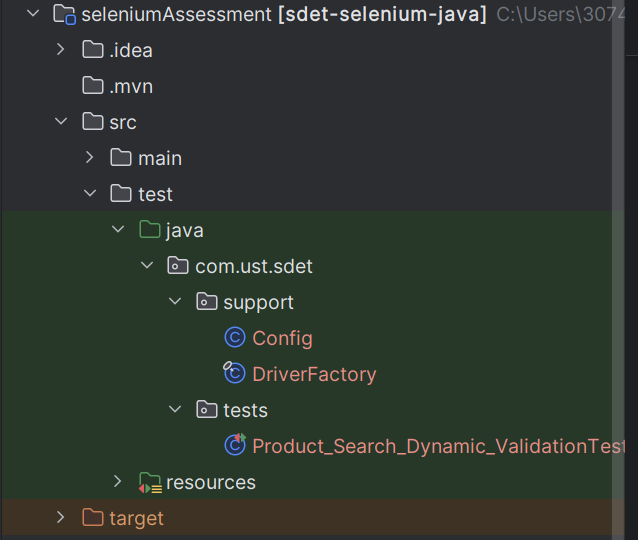 seleniumAssessment [sdet-selenium-java] C:\Users\3074
.idea
.mvn
src
main
test
java
com.ust.sdet
support
Config
DriverFactory
tests
Product_Search_Dynamic_ValidationTest
resources
target